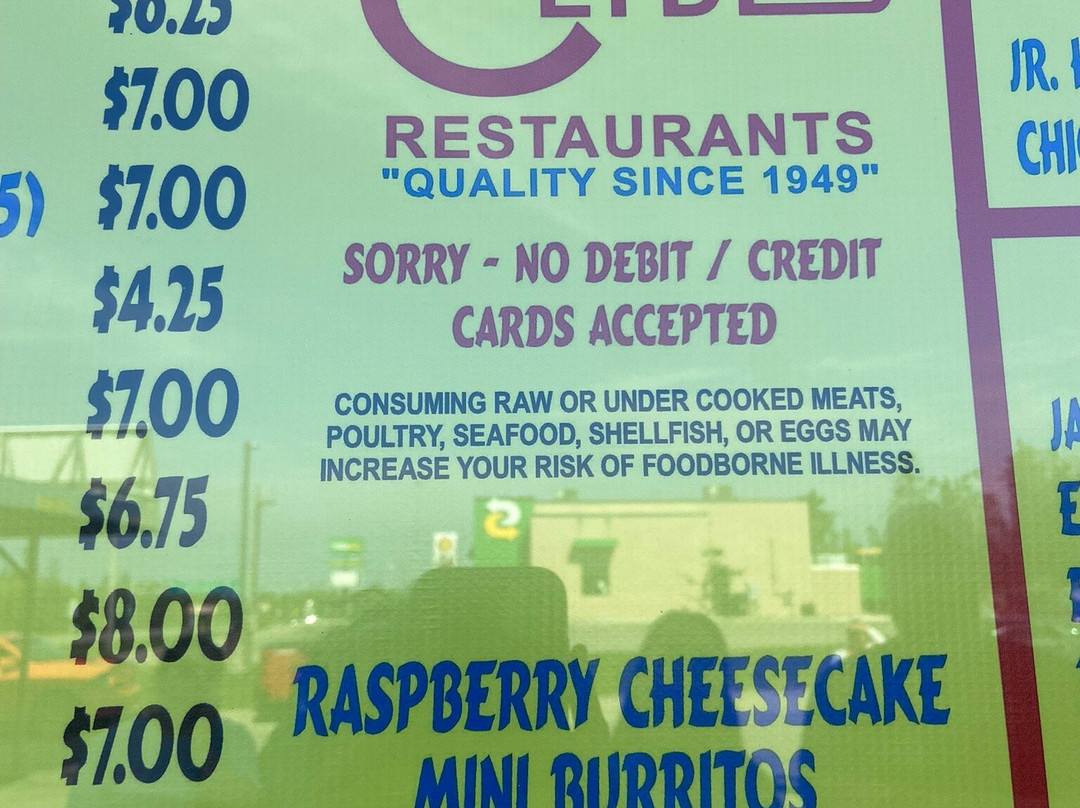 $6.25
$7.00
5) $7.00
$4.25
$7.00
$6.75
$8.00
$7.00
RESTAURANTS
"QUALITY SINCE 1949"
SORRY - NO DEBIT / CREDIT
CARDS ACCEPTED
CONSUMING RAW OR UNDER COOKED MEATS,
POULTRY, SEAFOOD, SHELLFISH, OR EGGS MAY
INCREASE YOUR RISK OF FOODBORNE ILLNESS.
RASPBERRY CHEESECAKE
MINI BURRITOS
JR.